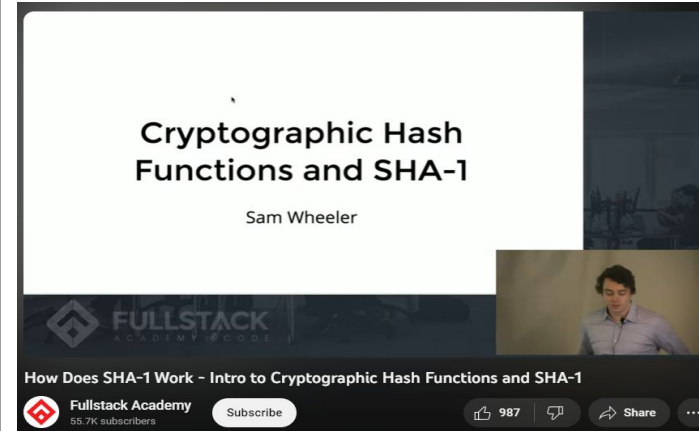 Cryptographic Hash
Functions and SHA-1
Sam Wheeler
FULLSTACK
ACADEMY OF CODE
How Does SHA-1 Work - Intro to Cryptographic Hash Functions and SHA-1
Fullstack Academy
55.7K subscribers
Subscribe
987
Share